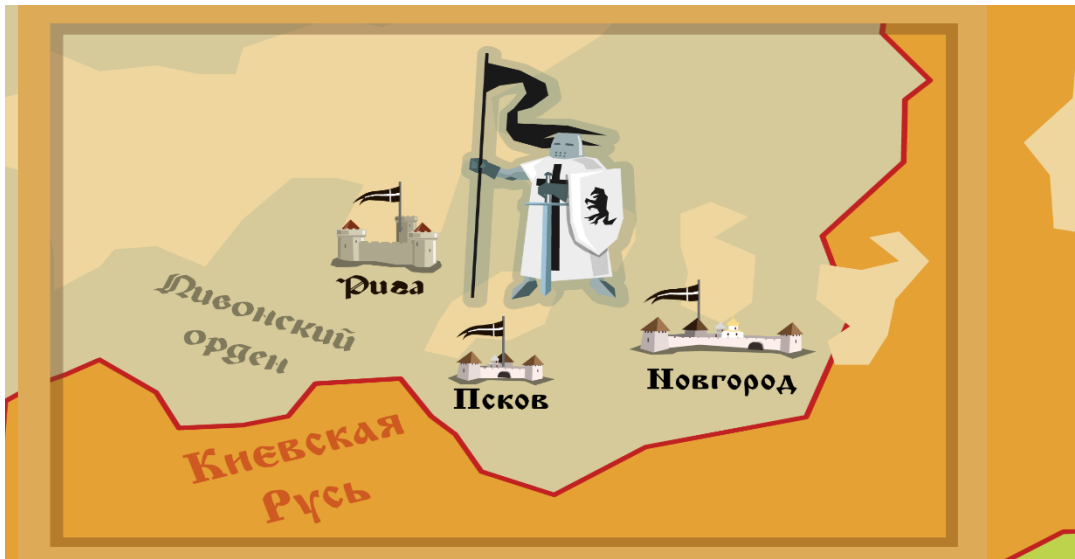 Рига
Ливонский
орден
Псков
Новгород
Киевская
Русь